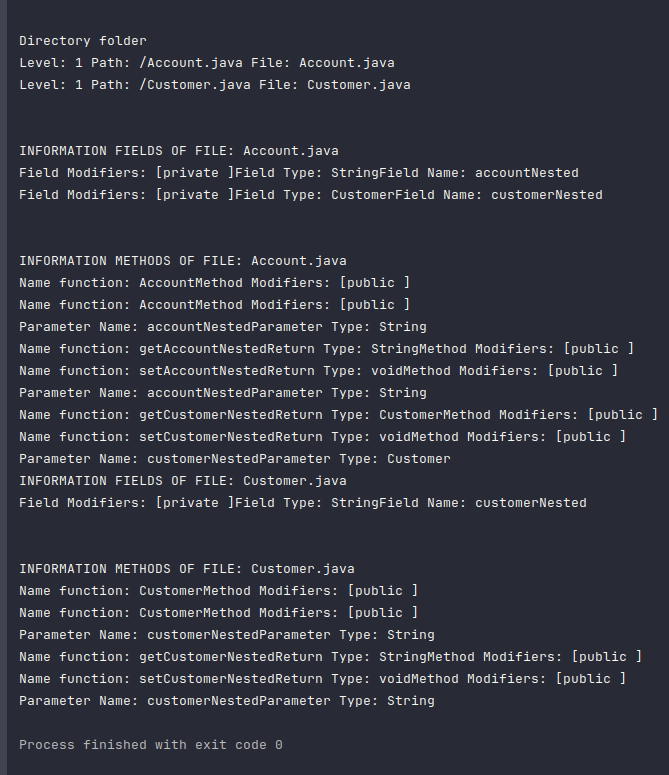 Directory folder
Level: 1 Path: /Account.java File: Account.java
Level: 1 Path: /Customer.java File: Customer.java
INFORMATION FIELDS OF FILE: Account.java
Field Modifiers: [private ]Field Type: StringField Name: accountNested
Field Modifiers: [private ]Field Type: CustomerField Name: customerNested
INFORMATION METHODS OF FILE: Account.java
Name function: AccountMethod Modifiers: [public ]
Name function: AccountMethod Modifiers: [public ]
Parameter Name: accountNestedParameter Type: String
Name function: getAccountNestedReturn Type: StringMethod Modifiers: [public ]
Name function: setAccountNestedReturn Type: voidMethod Modifiers: [public ]
Parameter Name: accountNestedParameter Type: String
Name function: getCustomerNestedReturn Type: CustomerMethod Modifiers: [public ]
Name function: setCustomerNestedReturn Type: voidMethod Modifiers: [public ]
Parameter Name: customerNestedParameter Type: Customer
INFORMATION FIELDS OF FILE: Customer.java
Field Modifiers: [private ]Field Type: StringField Name: customerNested
INFORMATION METHODS OF FILE: Customer.java
Name function: CustomerMethod Modifiers: [public ]
Name function: CustomerMethod Modifiers: [public ]
Parameter Name: customerNestedParameter Type: String
Name function: getCustomerNestedReturn Type: StringMethod Modifiers: [public ]
Name function: setCustomerNestedReturn Type: voidMethod Modifiers: [public ]
Parameter Name: customerNestedParameter Type: String
Process finished with exit code 0